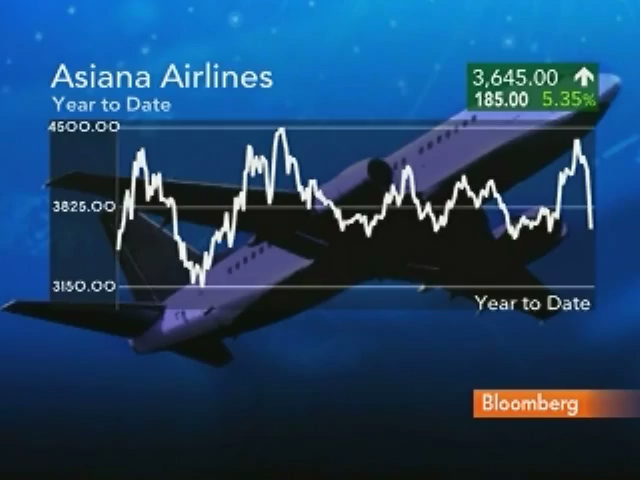 Asiana Airlines
Year to Date
3,645.00
185.00 5.35%
4500.00
3825.00
3150.00
Year to Date
Bloomberg